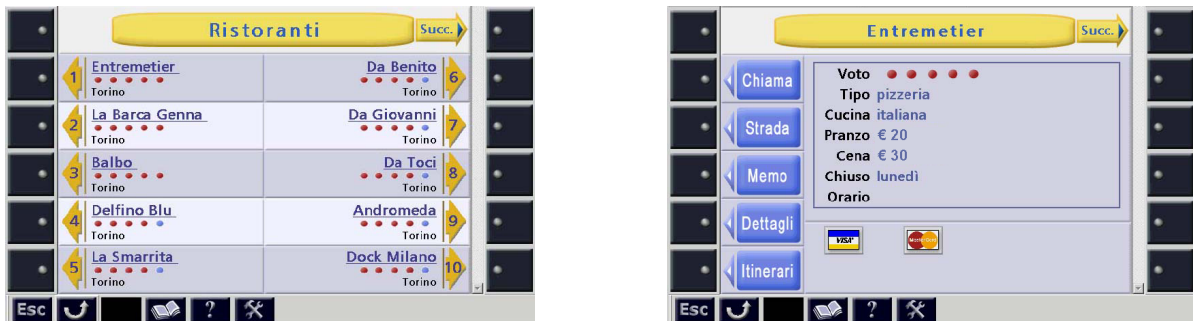 Ristoranti
Succ.
1
Entremetier
Torino
2
La Barca Genna
Torino
3
Balbo
Torino
4
Delfino Blu
Torino
5
La Smarrita
Torino
Da Benito
6
Torino
Da Giovanni
7
Torino
Da Toci
8
Torino
Andromeda
9
Torino
Dock Milano
10
Torino
Esc
?
Entremetier
Succ.
Chiama
Strada
Memo
Dettagli
Itinerari
Voto
Tipo pizzeria
Cucina italiana
Pranzo € 20
Cena € 30
Chiuso lunedì
Orario
VISA
MasterCard
Esc
?